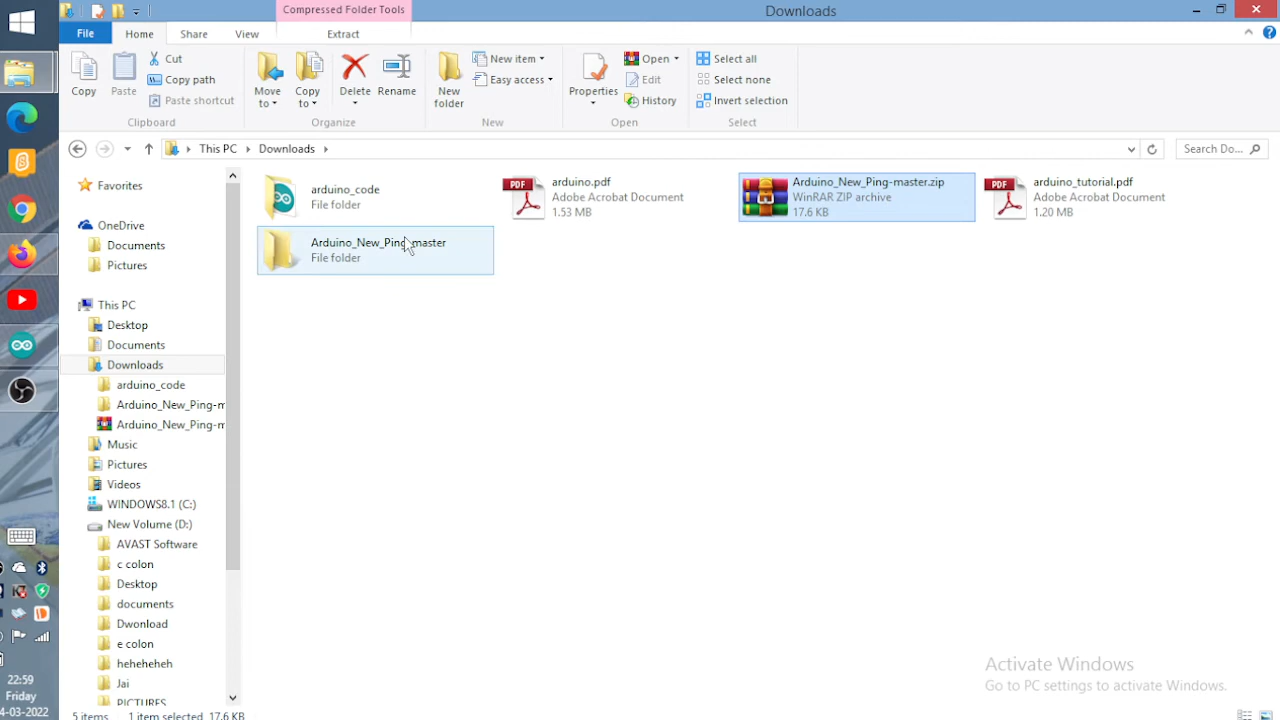 Compressed Folder Tools
Downloads
File
Home
Share
View
Extract
Copy
Paste
Cut
Copy path
Paste shortcut
Clipboard
Move to
Copy to
Delete
Rename
Organize
New folder
New item
Easy access
New
Properties
Open
Edit
History
Open
Select all
Select none
Invert selection
Select
This PC
Downloads
Search Do...
Favorites
OneDrive
Documents
Pictures
This PC
Desktop
Documents
Downloads
arduino_code
Arduino_New_Ping-m
Arduino_New_Ping-m
Music
Pictures
Videos
WINDOWS8.1 (C:)
New Volume (D:)
AVAST Software
c colon
Desktop
documents
Dwonload
e colon
heheheheh
Jai
PICTURES
arduino_code
File folder
arduino.pdf
Adobe Acrobat Document
1.53 MB
Arduino_New_Ping-master.zip
WinRAR ZIP archive
17.6 KB
arduino_tutorial.pdf
Adobe Acrobat Document
1.20 MB
Arduino_New_Ping-master
File folder
Activate Windows
Go to PC settings to activate Windows.
22:59
Friday
4-03-2022
5 items
1 item selected 17.6 KB